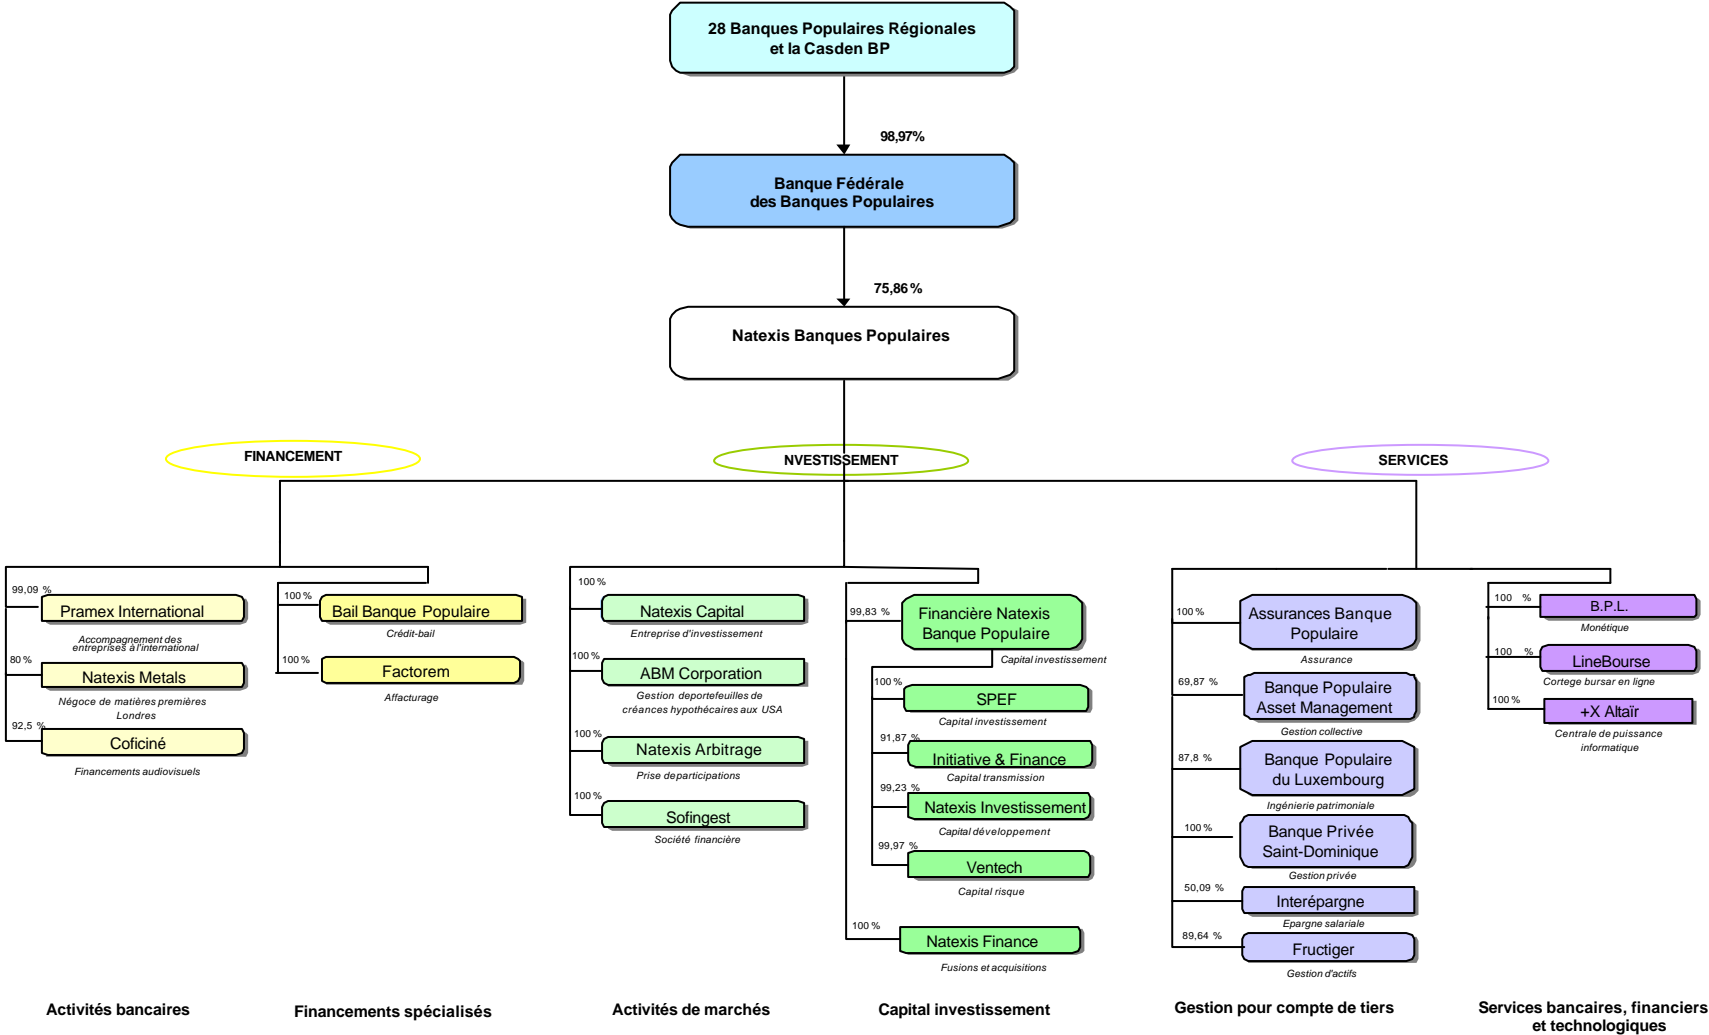 28 Banques Populaires Régionales
et la Casden BP
98,97%
Banque Fédérale
des Banques Populaires
75,86 %
Natexis Banques Populaires
FINANCEMENT
NVESTISSEMENT
SERVICES
99,09 %
Pramex International
Accompagnement des
entreprises à l'international
80 %
Natexis Metals
Négoce de matières premières
Londres
92,5 %
Coficiné
Financements audiovisuels
100 %
Bail Banque Populaire
Crédit-bail
100 %
Factorem
Affacturage
100 %
Natexis Capital
Entreprise d'investissement
100 %
ABM Corporation
Gestion deportefeuilles de
créances hypothécaires aux USA
100 %
Natexis Arbitrage
Prise departicipations
100 %
Sofingest
Société financière
99,83 %
Financière Natexis
Banque Populaire
Capital investissement
100 %
SPEF
Capital investissement
91,87 %
Initiative & Finance
Capital transmission
99,23 %
Natexis Investissement
Capital développement
99,97 %
Ventech
Capital risque
100 %
Natexis Finance
Fusions et acquisitions
100 %
Assurances Banque
Populaire
Assurance
69,87 %
Banque Populaire
Asset Management
Gestion collective
87,8 %
Banque Populaire
du Luxembourg
Ingénierie patrimoniale
100 %
Banque Privée
Saint-Dominique
Gestion privée
50,09 %
Interépargne
Epargne salariale
89,64 %
Fructiger
Gestion d'actifs
100 %
B.P.L.
Monétique
100 %
LineBourse
Cortege bursar en ligne
100 %
+X Altaïr
Centrale de puissance
informatique
Activités bancaires
Financements spécialisés
Activités de marchés
Capital investissement
Gestion pour compte de tiers
Services bancaires, financiers
et technologiques